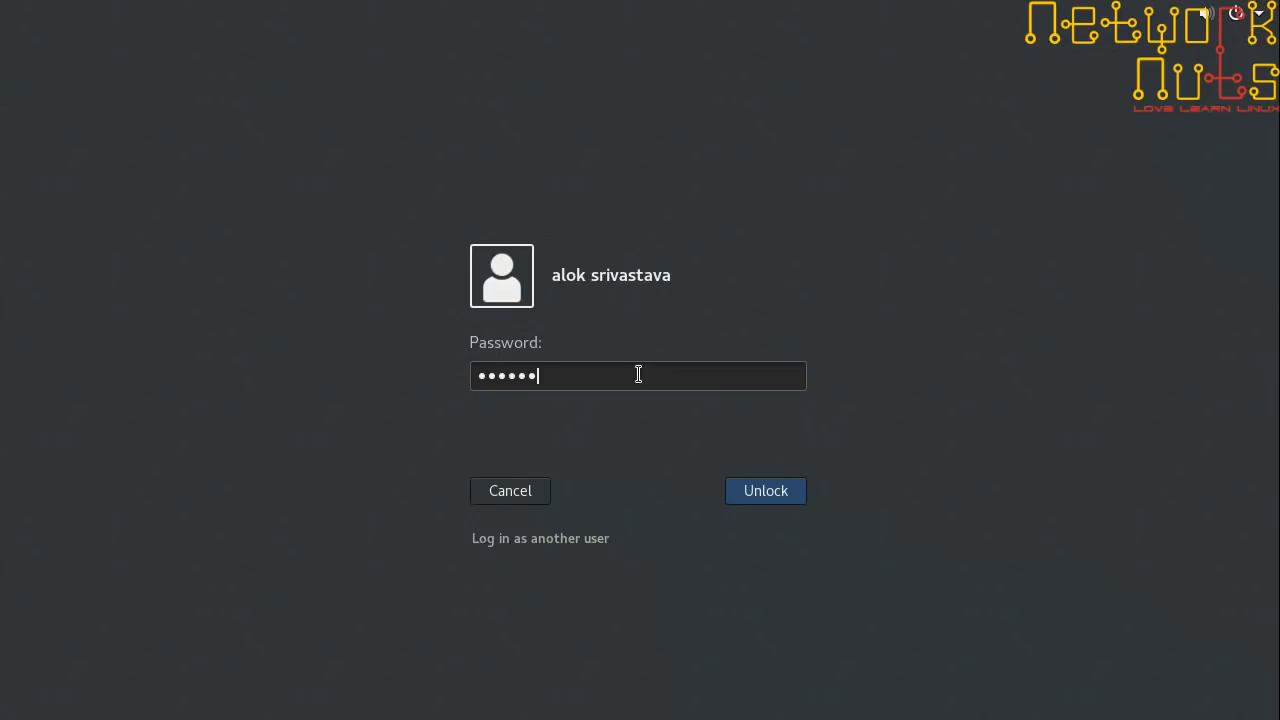 Network
Nuts
LOVE LEARN LINUX
alok srivastava
Password:
Cancel
Unlock
Log in as another user